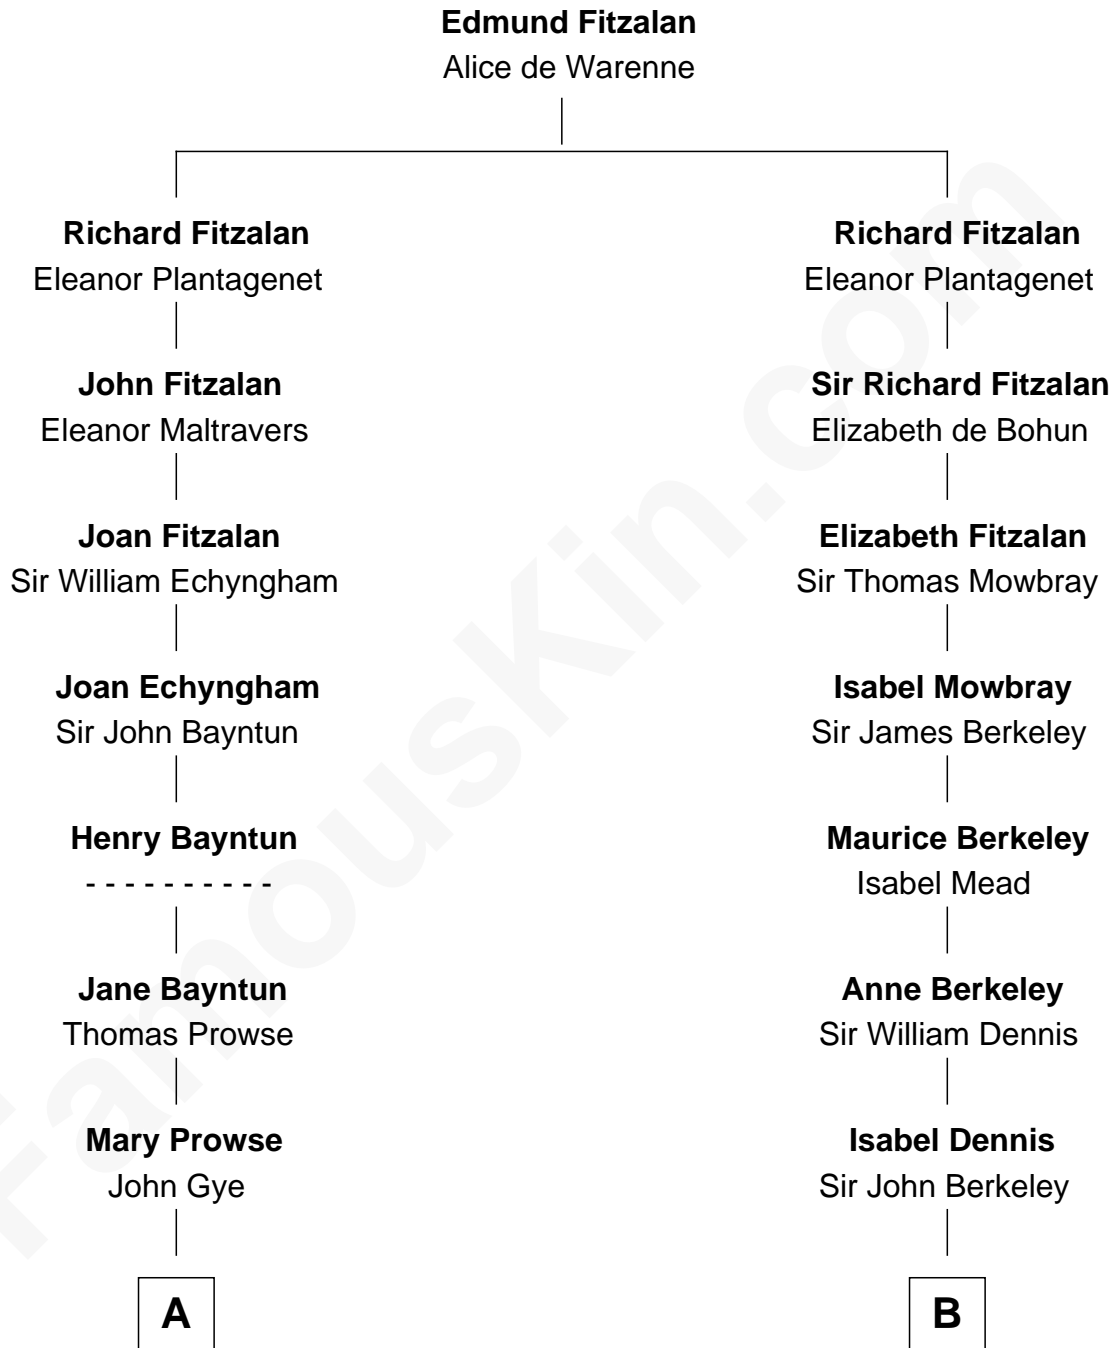 Edmund Fitzalan
Alice de Warenne
Richard Fitzalan
Eleanor Plantagenet
John Fitzalan
Eleanor Maltravers
Joan Fitzalan
Sir William Echyngham
Joan Echyngham
Sir John Bayntun
Henry Bayntun
- - - - - - - - - -
Jane Bayntun
Thomas Prowse
Mary Prowse
John Gye
A
Richard Fitzalan
Eleanor Plantagenet
Sir Richard Fitzalan
Elizabeth de Bohun
Elizabeth Fitzalan
Sir Thomas Mowbray
Isabel Mowbray
Sir James Berkeley
Maurice Berkeley
Isabel Mead
Anne Berkeley
Sir William Dennis
Isabel Dennis
Sir John Berkeley
B
FamousKin.com